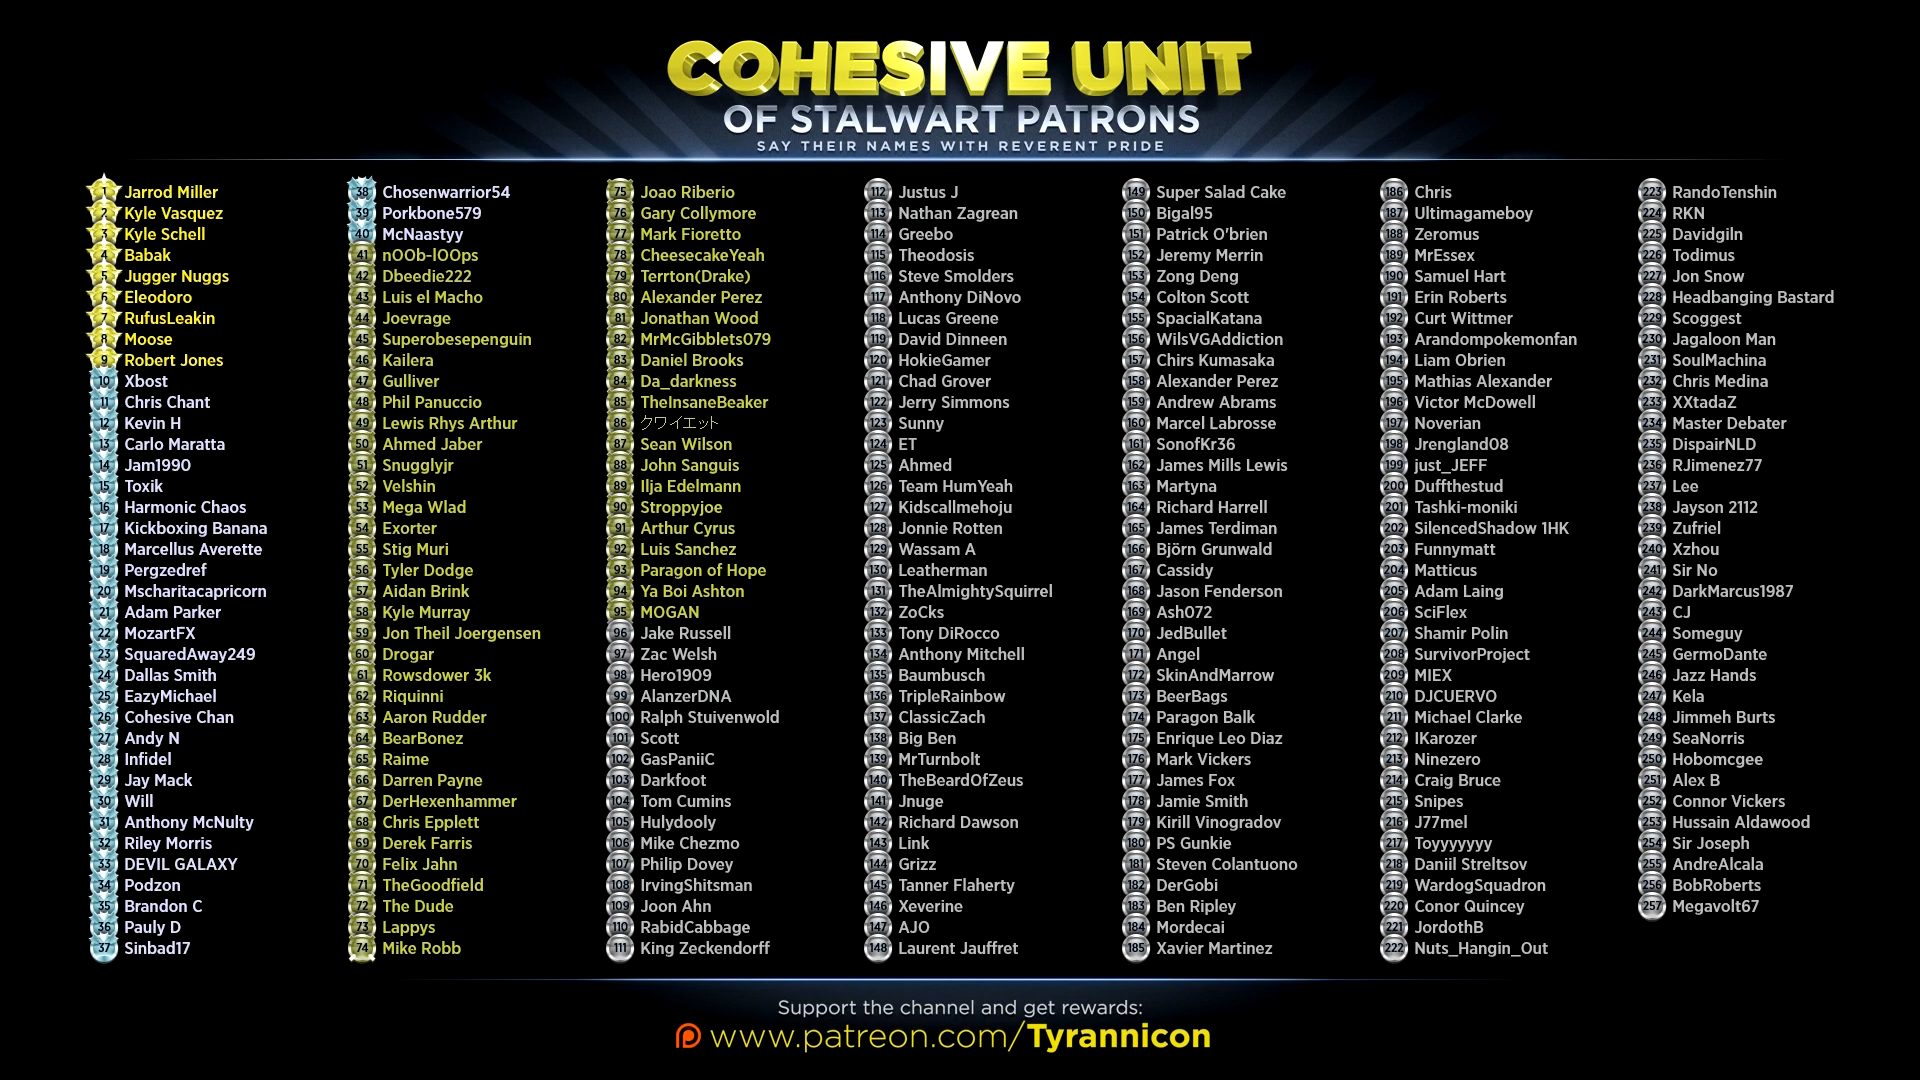 COHESIVE UNIT
OF STALWART PATRONS
SAY THEIR NAMES WITH REVERENT PRIDE
1 Jarrod Miller
2 Kyle Vasquez
3 Kyle Schell
4 Babak
5 Jugger Nuggs
6 Eleodoro
7 RufusLeakin
8 Moose
9 Robert Jones
10 Xbost
11 Chris Chant
12 Kevin H
13 Carlo Maratta
14 Jam1990
15 Toxik
16 Harmonic Chaos
17 Kickboxing Banana
18 Marcellus Averette
19 Pergzedref
20 Mscharitacapricorn
21 Adam Parker
22 MozartFX
23 SquaredAway249
24 Dallas Smith
25 EazyMichael
26 Cohesive Chan
27 Andy N
28 Infidel
29 Jay Mack
30 Will
31 Anthony McNulty
32 Riley Morris
33 DEVIL GALAXY
34 Podzon
35 Brandon C
36 Pauly D
37 Sinbad17
38 Chosenwarrior54
39 Porkbone579
40 McNaastyy
41 nOOb-lOOps
42 Dbeedie222
43 Luis el Macho
44 Joevrage
45 Superobesepenguin
46 Kailera
47 Gulliver
48 Phil Panuccio
49 Lewis Rhys Arthur
50 Ahmed Jaber
51 Snugglyjr
52 Velshin
53 Mega Wlad
54 Exorter
55 Stig Muri
56 Tyler Dodge
57 Aidan Brink
58 Kyle Murray
59 Jon Theil Joergensen
60 Drogar
61 Rowsdower 3k
62 Riquinni
63 Aaron Rudder
64 BearBonez
65 Raime
66 Darren Payne
67 DerHexenhammer
68 Chris Epplett
69 Derek Farris
70 Felix Jahn
71 TheGoodfield
72 The Dude
73 Lappys
74 Mike Robb
75 Joao Riberio
76 Gary Collymore
77 Mark Fioretto
78 CheesecakeYeah
79 Terrton(Drake)
80 Alexander Perez
81 Jonathan Wood
82 MrMcGibblets079
83 Daniel Brooks
84 Da_darkness
85 TheInsaneBeaker
86 クワイエット
87 Sean Wilson
88 John Sanguis
89 Ilja Edelmann
90 Stroppyjoe
91 Arthur Cyrus
92 Luis Sanchez
93 Paragon of Hope
94 Ya Boi Ashton
95 MOGAN
96 Jake Russell
97 Zac Welsh
98 Hero1909
99 AlanzerDNA
100 Ralph Stuivenwold
101 Scott
102 GasPaniiC
103 Darkfoot
104 Tom Cumins
105 Hulydooly
106 Mike Chezmo
107 Philip Dovey
108 IrvingShitsman
109 Joon Ahn
110 RabidCabbage
111 King Zeckendorff
112 Justus J
113 Nathan Zagrean
114 Greebo
115 Theodosis
116 Steve Smolders
117 Anthony DiNovo
118 Lucas Greene
119 David Dinneen
120 HokieGamer
121 Chad Grover
122 Jerry Simmons
123 Sunny
124 ET
125 Ahmed
126 Team HumYeah
127 Kidscallmehoju
128 Jonnie Rotten
129 Wassam A
130 Leatherman
131 TheAlmightySquirrel
132 ZoCks
133 Tony DiRocco
134 Anthony Mitchell
135 Baumbusch
136 TripleRainbow
137 ClassicZach
138 Big Ben
139 MrTurnbolt
140 TheBeardOfZeus
141 Jnuge
142 Richard Dawson
143 Link
144 Grizz
145 Tanner Flaherty
146 Xeverine
147 AJO
148 Laurent Jauffret
149 Super Salad Cake
150 Bigal95
151 Patrick O'brien
152 Jeremy Merrin
153 Zong Deng
154 Colton Scott
155 SpacialKatana
156 WilsVGAddiction
157 Chirs Kumasaka
158 Alexander Perez
159 Andrew Abrams
160 Marcel Labrosse
161 SonofKr36
162 James Mills Lewis
163 Martyna
164 Richard Harrell
165 James Terdiman
166 Björn Grunwald
167 Cassidy
168 Jason Fenderson
169 Ash072
170 JedBullet
171 Angel
172 SkinAndMarrow
173 BeerBags
174 Paragon Balk
175 Enrique Leo Diaz
176 Mark Vickers
177 James Fox
178 Jamie Smith
179 Kirill Vinogradov
180 PS Gunkie
181 Steven Colantuono
182 DerGobi
183 Ben Ripley
184 Mordecai
185 Xavier Martinez
186 Chris
187 Ultimagameboy
188 Zeromus
189 MrEssex
190 Samuel Hart
191 Erin Roberts
192 Curt Wittmer
193 Arandompokemonfan
194 Liam Obrien
195 Mathias Alexander
196 Victor McDowell
197 Noverian
198 Jrengland08
199 just_JEFF
200 Duffthestud
201 Tashki-moniki
202 SilencedShadow 1HK
203 Funnymatt
204 Matticus
205 Adam Laing
206 SciFlex
207 Shamir Polin
208 SurvivorProject
209 MIEX
210 DJCUERVO
211 Michael Clarke
212 IKarozer
213 Ninezero
214 Craig Bruce
215 Snipes
216 J77mel
217 Toyyyyyyy
218 Daniil Streltsov
219 WardogSquadron
220 Conor Quincey
221 JordothB
222 Nuts_Hangin_Out
223 RandoTenshin
224 RKN
225 Davidgiln
226 Todimus
227 Jon Snow
228 Headbanging Bastard
229 Scoggest
230 Jagaloon Man
231 SoulMachina
232 Chris Medina
233 XXtadaZ
234 Master Debater
235 DispairNLD
236 RJimenez77
237 Lee
238 Jayson 2112
239 Zufriel
240 Xzhou
241 Sir No
242 DarkMarcus1987
243 CJ
244 Someguy
245 GermoDante
246 Jazz Hands
247 Kela
248 Jimmeh Burts
249 SeaNorris
250 Hobomcgee
251 Alex B
252 Connor Vickers
253 Hussain Aldawood
254 Sir Joseph
255 AndreAlcala
256 BobRoberts
257 Megavolt67
Support the channel and get rewards:
www.patreon.com/Tyrannicon